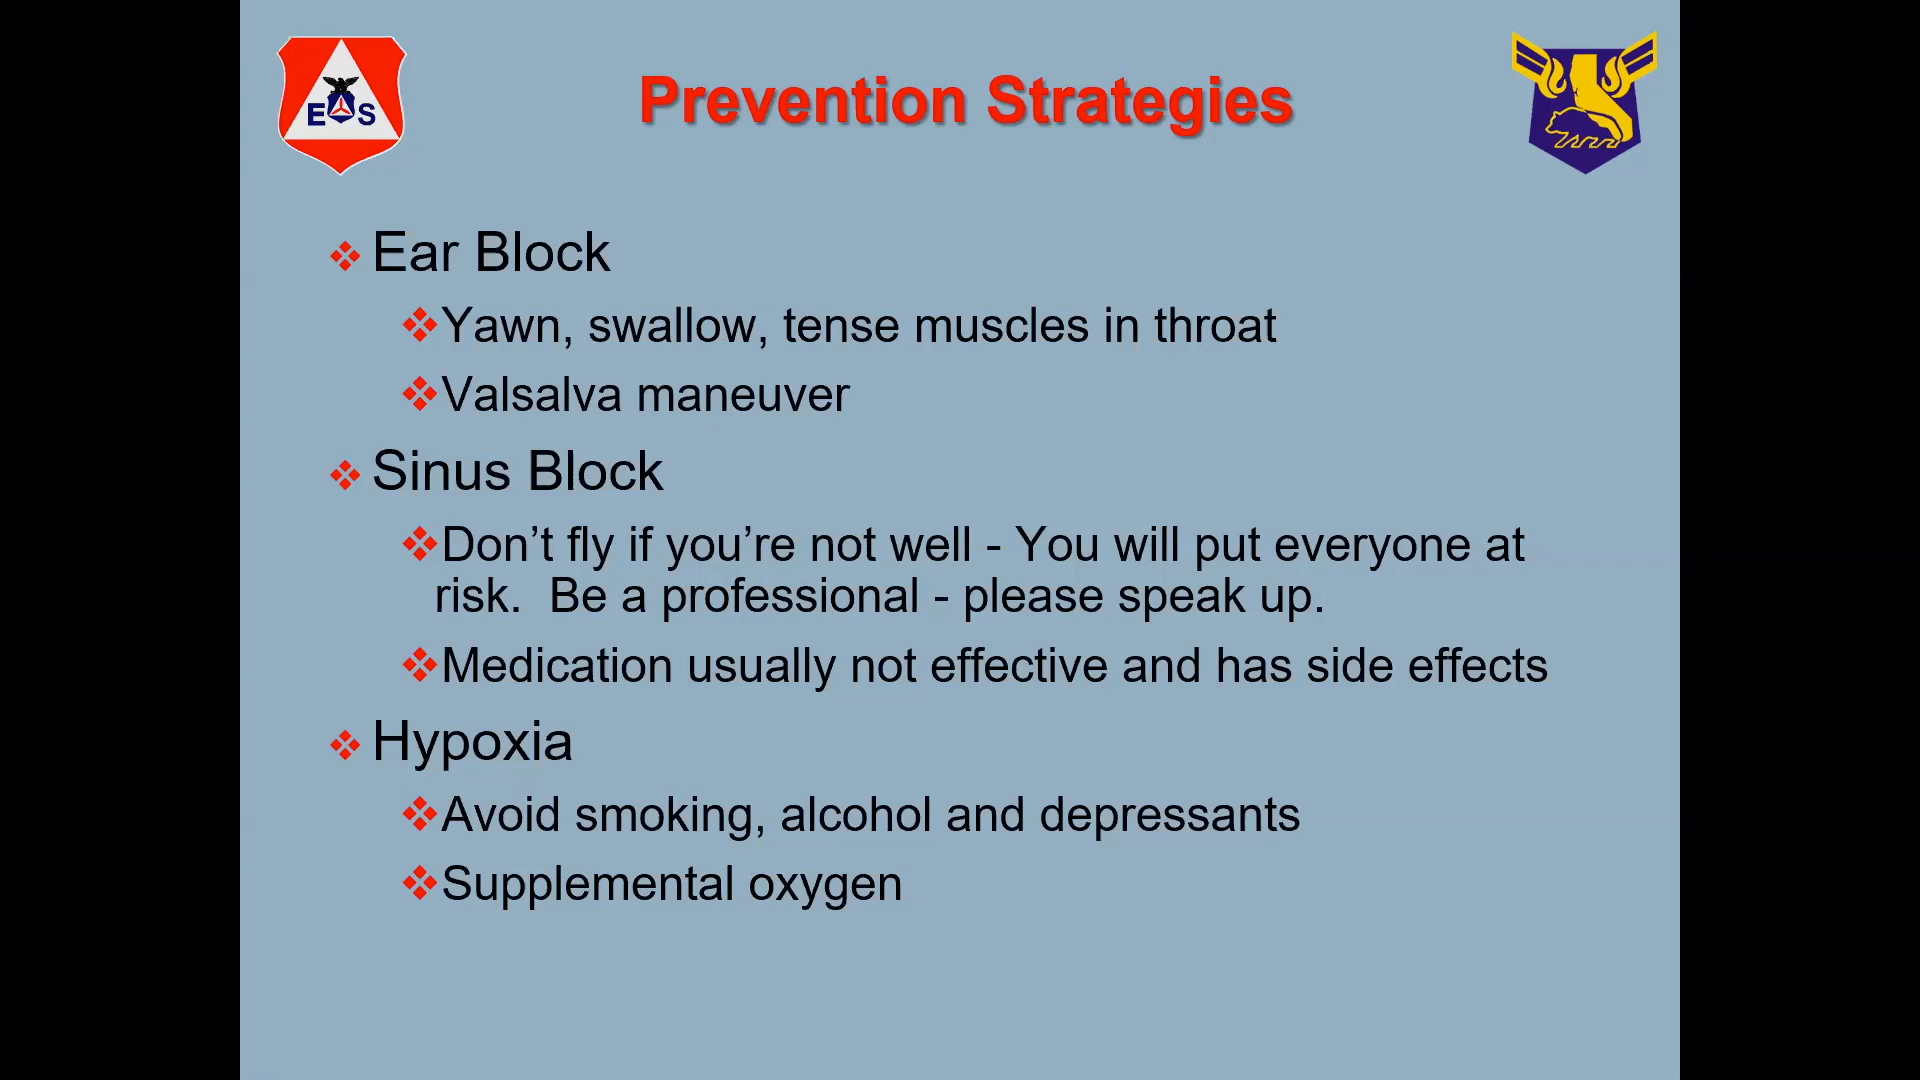 Prevention Strategies
E S
Ear Block
Yawn, swallow, tense muscles in throat
Valsalva maneuver
Sinus Block
Don’t fly if you’re not well - You will put everyone at
risk.  Be a professional - please speak up.
Medication usually not effective and has side effects
Hypoxia
Avoid smoking, alcohol and depressants
Supplemental oxygen